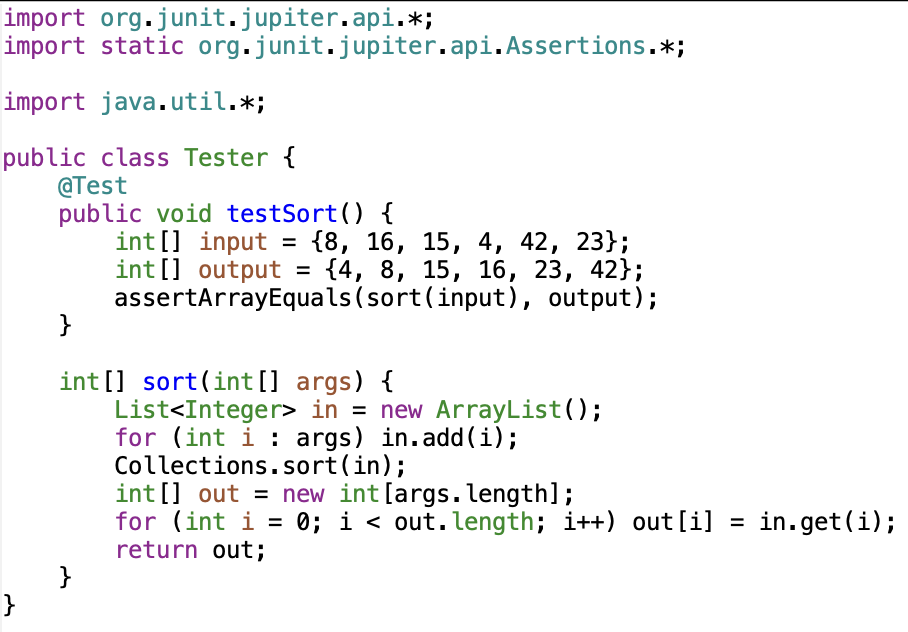 import org.junit.jupiter.api.*;
import static org.junit.jupiter.api.Assertions.*;

import java.util.*;

public class Tester {
    @Test
    public void testSort() {
        int[] input = {8, 16, 15, 4, 42, 23};
        int[] output = {4, 8, 15, 16, 23, 42};
        assertArrayEquals(sort(input), output);
    }

    int[] sort(int[] args) {
        List<Integer> in = new ArrayList();
        for (int i : args) in.add(i);
        Collections.sort(in);
        int[] out = new int[args.length];
        for (int i = 0; i < out.length; i++) out[i] = in.get(i);
        return out;
    }
}